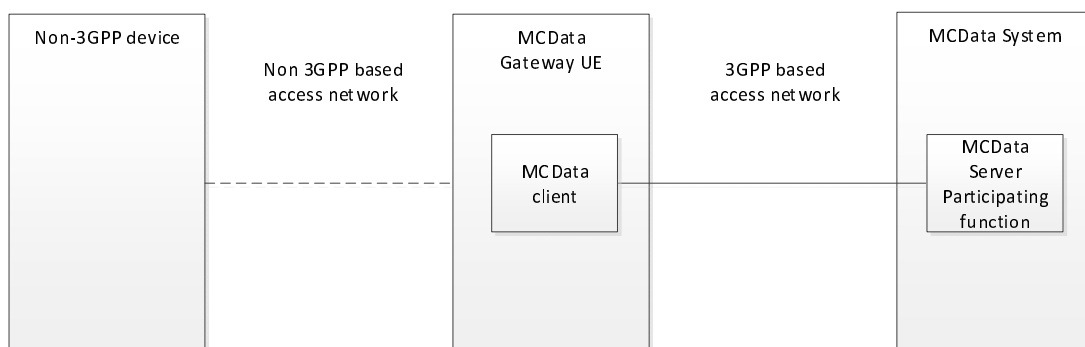 Non-3GPP device
Non 3GPP based
access network
MCData
Gateway UE
MCData
client
3GPP based
access network
MCData System
MCData
Server
Participating
function